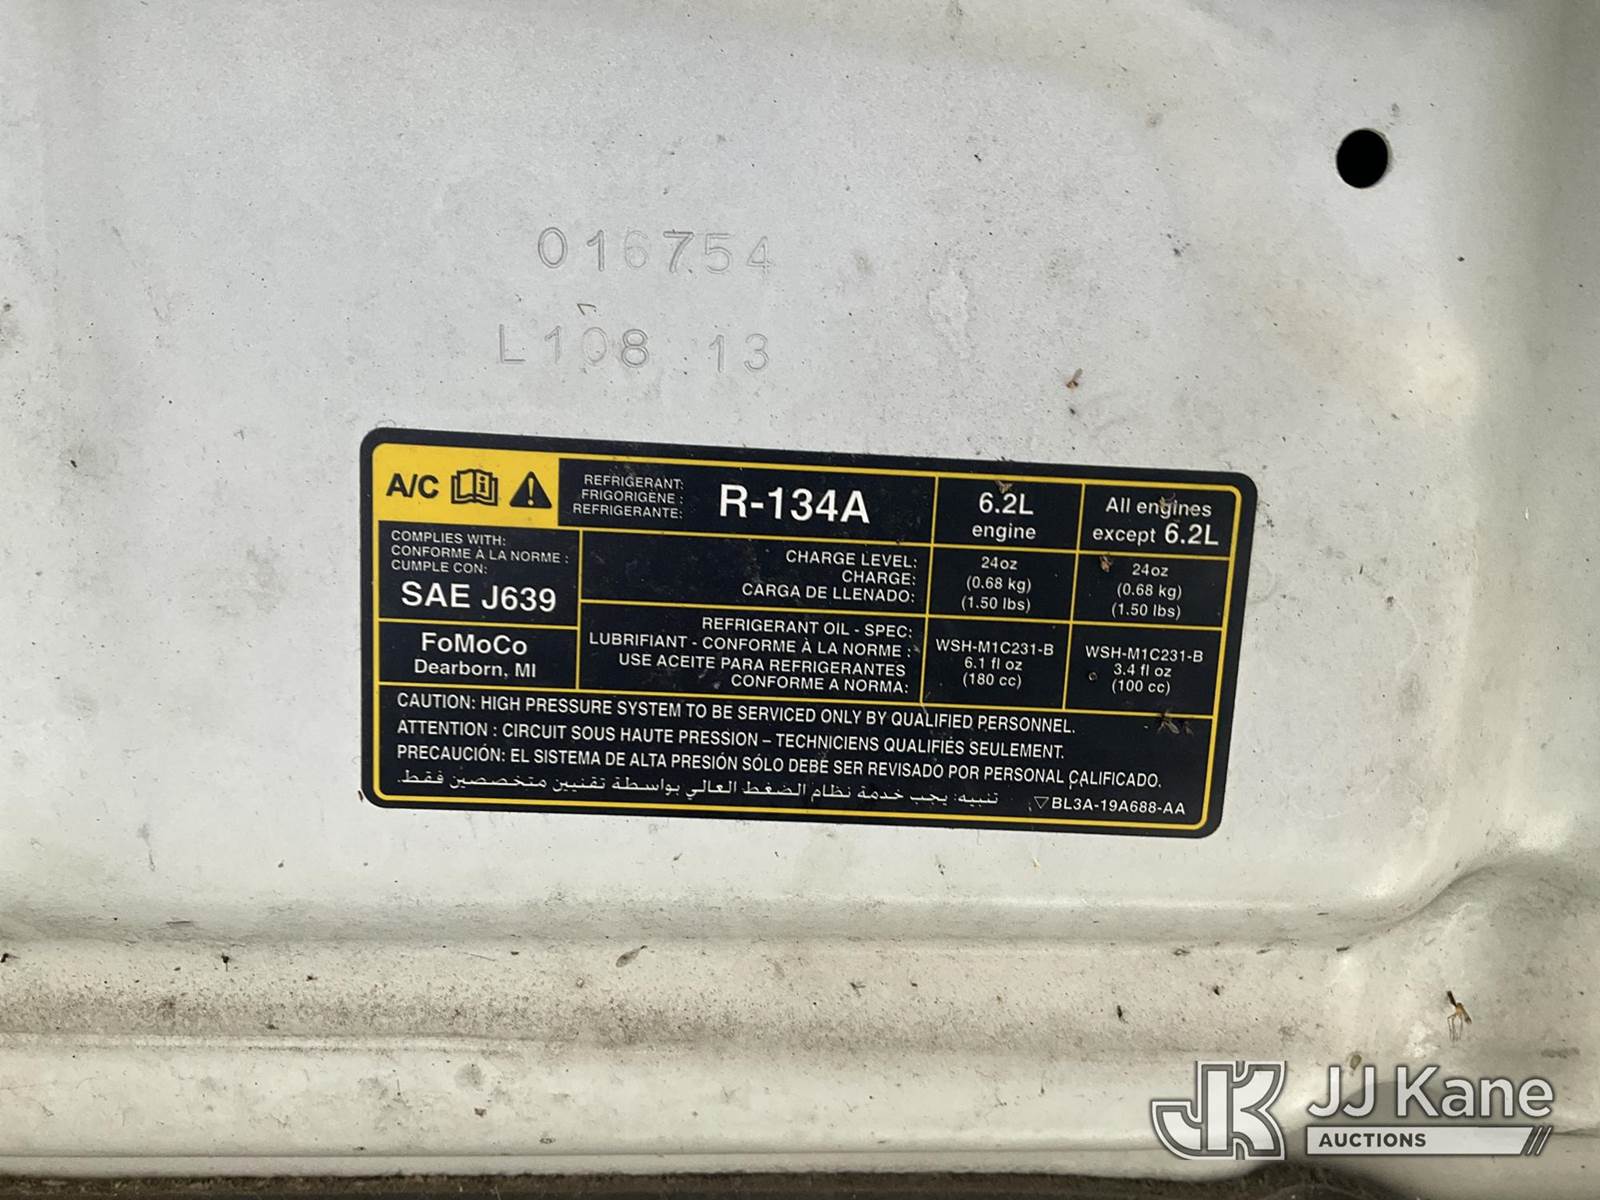 016754
L108 13
A/C
REFRIGERANT:
FRIGORIGÈNE :
REFRIGERANTE:
R-134A
6.2L
engine
All engines
except 6.2L
COMPLIES WITH:
CONFORME À LA NORME :
CUMPLE CON:
SAE J639
CHARGE LEVEL:
CHARGE:
CARGA DE LLENADO:
24oz
(0.68 kg)
(1.50 lbs)
24oz
(0.68 kg)
(1.50 lbs)
FoMoCo
Dearborn, MI
REFRIGERANT OIL - SPEC:
LUBRIFIANT - CONFORME À LA NORME :
USE ACEITE PARA REFRIGERANTES
CONFORME A NORMA:
WSH-M1C231-B
6.1 fl oz
(180 cc)
WSH-M1C231-B
3.4 fl oz
(100 cc)
CAUTION: HIGH PRESSURE SYSTEM TO BE SERVICED ONLY BY QUALIFIED PERSONNEL.
ATTENTION : CIRCUIT SOUS HAUTE PRESSION – TECHNICIENS QUALIFIÉS SEULEMENT.
PRECAUCIÓN: EL SISTEMA DE ALTA PRESIÓN SÓLO DEBE SER REVISADO POR PERSONAL CALIFICADO.
تنبيه: يجب خدمة نظام الضغط العالي بواسطة تقنيين متخصصين فقط.
BL3A-19A688-AA
JK JJ Kane
AUCTIONS